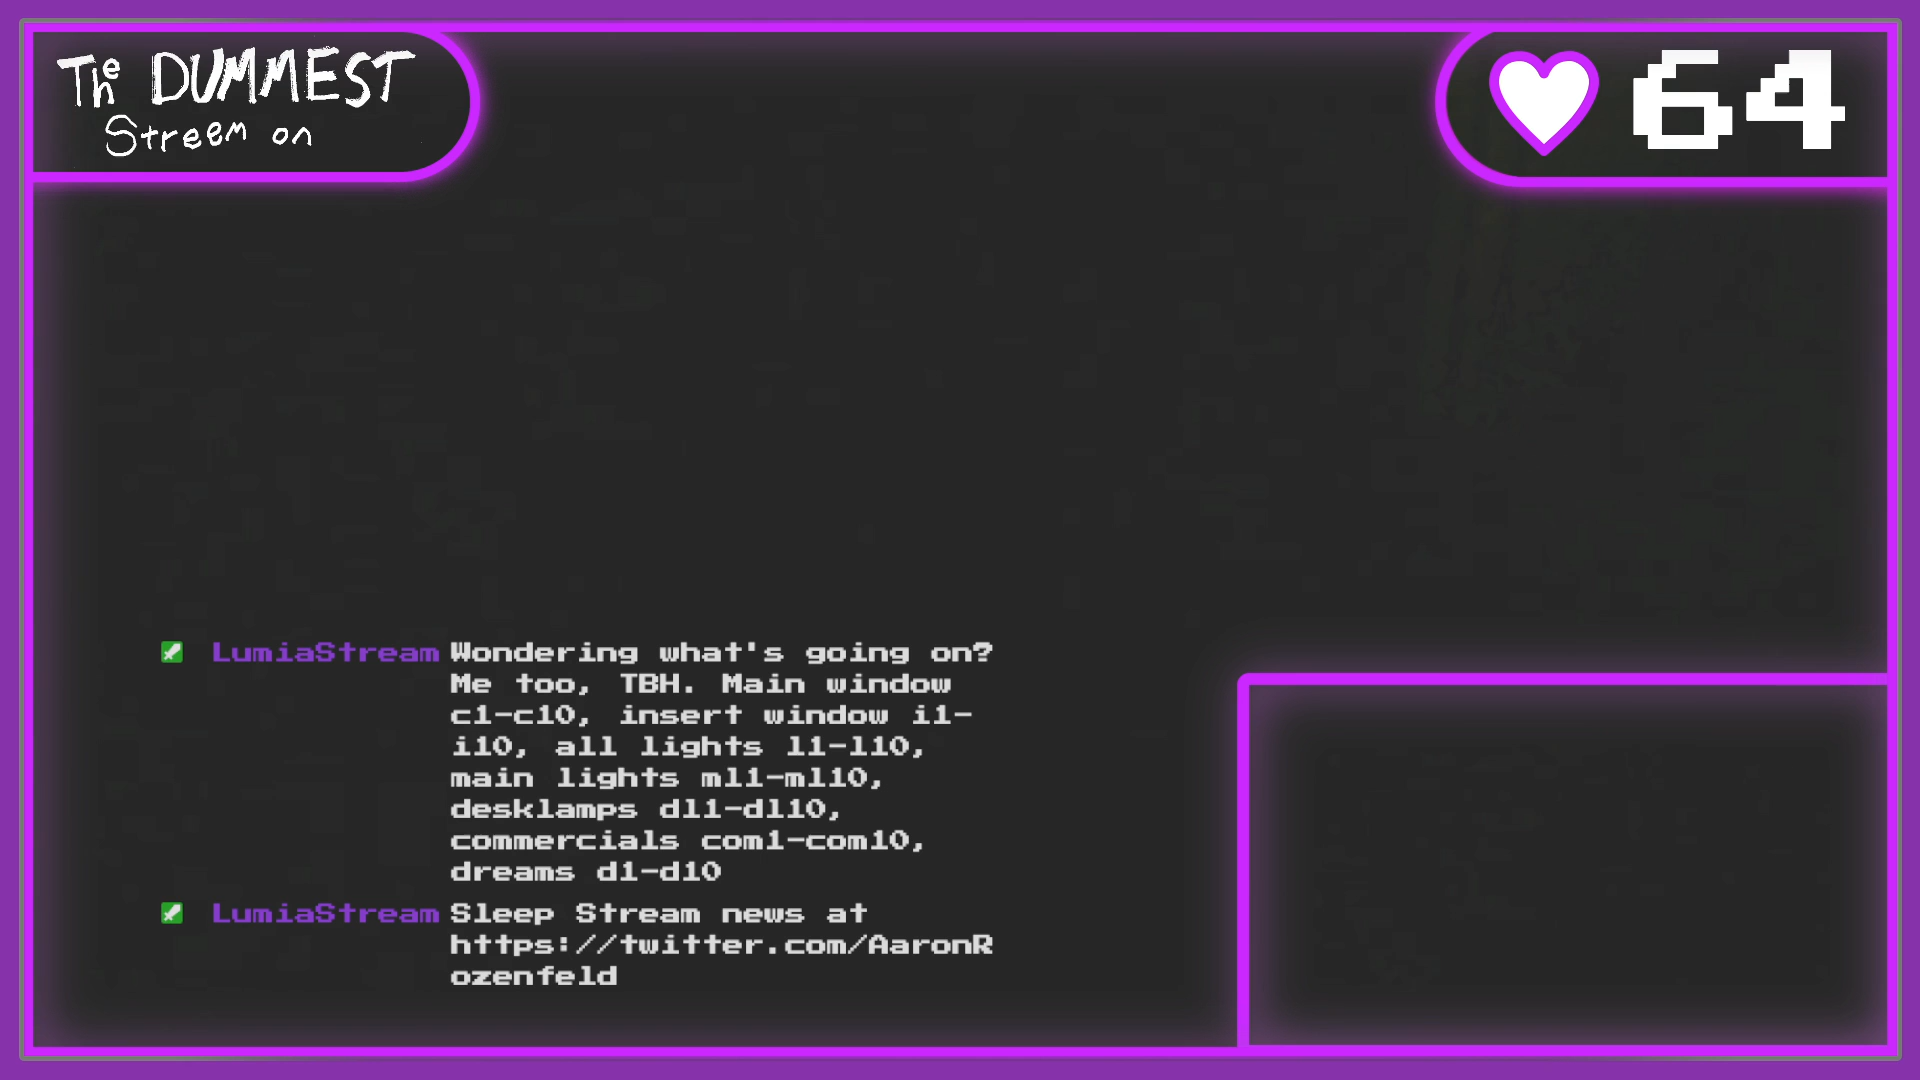 The DUMMEST
Streem on
64
LumiaStream Wondering what's going on?
Me too, TBH. Main window
c1-c10, insert window i1-
i10, all lights l1-l10,
main lights ml1-ml10,
desklamps dl1-dl10,
commercials com1-com10,
dreams d1-d10
LumiaStream Sleep Stream news at
https://twitter.com/AaronR
ozenfeld